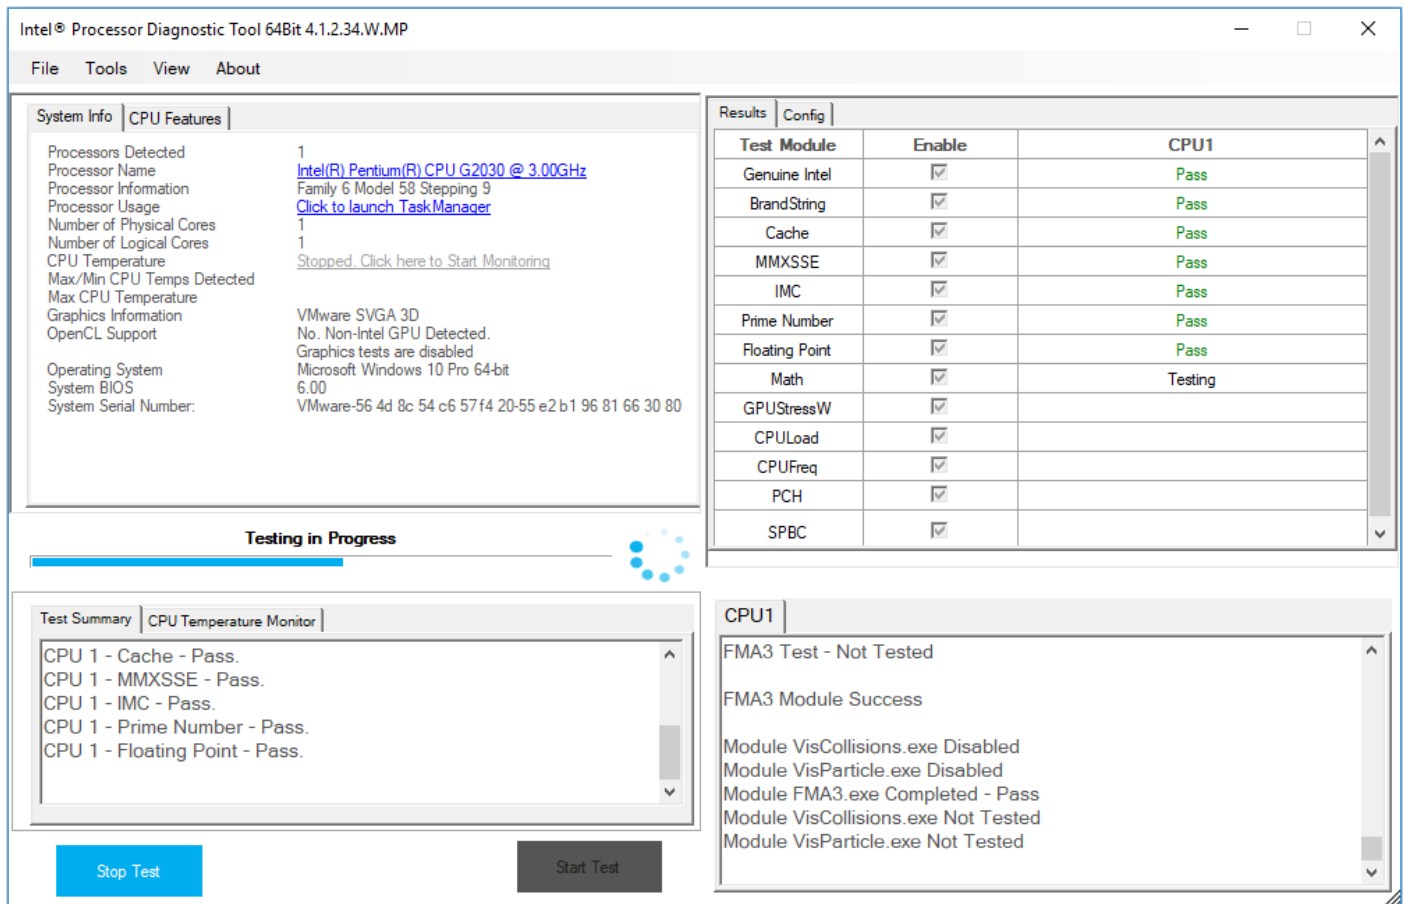 Intel® Processor Diagnostic Tool 64Bit 4.1.2.34.W.MP
File Tools View About
System Info CPU Features
Processors Detected 1
Processor Name Intel(R) Pentium(R) CPU G2030 @ 3.00GHz
Processor Information Family 6 Model 58 Stepping 9
Processor Usage Click to launch TaskManager
Number of Physical Cores 1
Number of Logical Cores 1
CPU Temperature Stopped. Click here to Start Monitoring
Max/Min CPU Temps Detected
Max CPU Temperature
Graphics Information VMware SVGA 3D
OpenCL Support No. Non-Intel GPU Detected.
Graphics tests are disabled
Operating System Microsoft Windows 10 Pro 64-bit
System BIOS 6.00
System Serial Number: VMware-56 4d 8c 54 c6 57 f4 20-55 e2 b1 96 81 66 30 80
Testing in Progress
Results Config
Test Module Enable CPU1
Genuine Intel Pass
BrandString Pass
Cache Pass
MMXSSE Pass
IMC Pass
Prime Number Pass
Floating Point Pass
Math Testing
GPUStressW
CPULoad
CPUFreq
PCH
SPBC
Test Summary CPU Temperature Monitor
CPU 1 - Cache - Pass.
CPU 1 - MMXSSE - Pass.
CPU 1 - IMC - Pass.
CPU 1 - Prime Number - Pass.
CPU 1 - Floating Point - Pass.
Stop Test Start Test
CPU1
FMA3 Test - Not Tested
FMA3 Module Success
Module VisCollisions.exe Disabled
Module VisParticle.exe Disabled
Module FMA3.exe Completed - Pass
Module VisCollisions.exe Not Tested
Module VisParticle.exe Not Tested